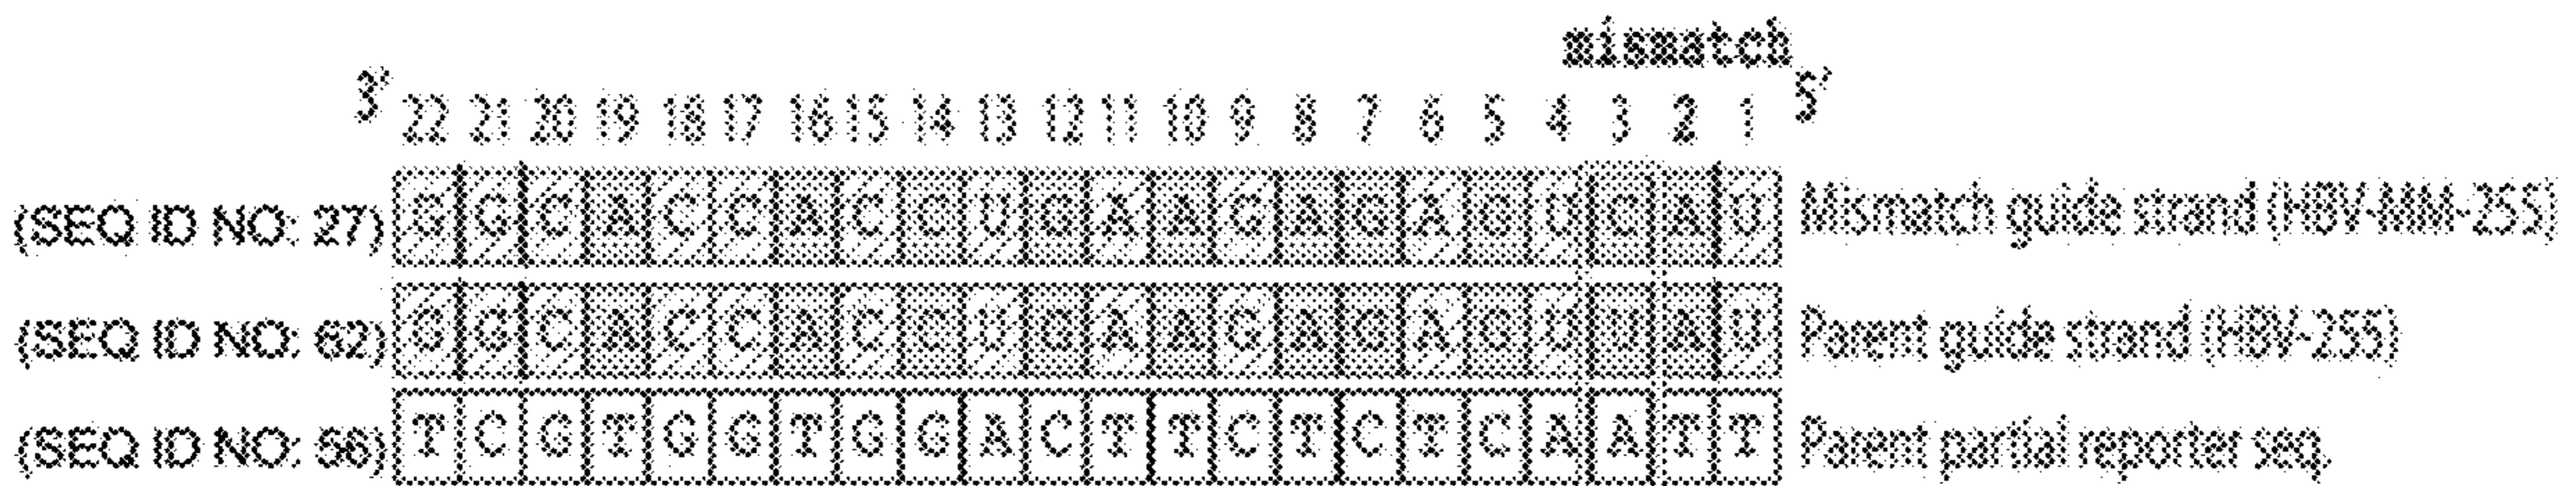 mismatch
3' 22 21 20 19 18 17 16 15 14 13 12 11 10 9 8 7 6 5 4 3 2 1 5'
(SEQ ID NO: 27) G G C A C C A C C U G A A G A G A G U C A U Mismatch guide strand (HBV-MM-255)
(SEQ ID NO: 62) G G C A C C A C C U G A A G A G A G U U A U Parent guide strand (HBV-255)
(SEQ ID NO: 56) T C G T G G T G G A C T T C T C T C A A T T Parent partial reporter seq.